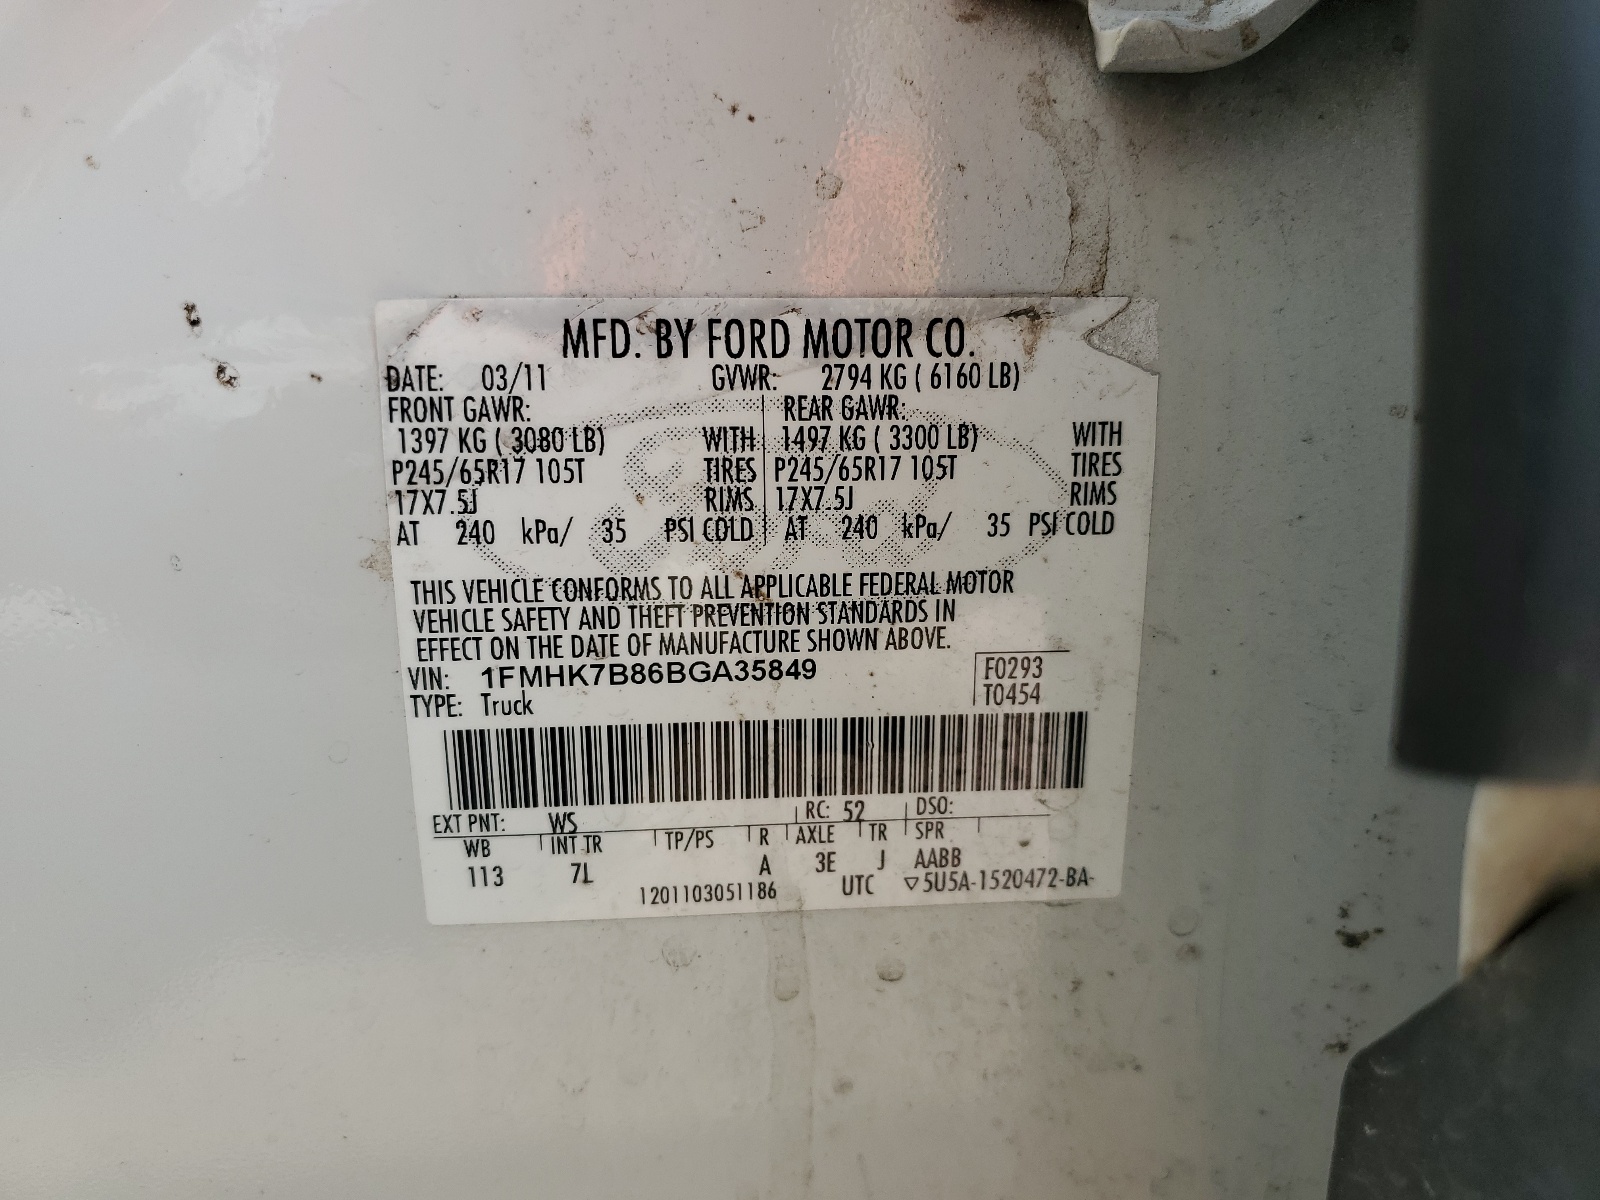 MFD. BY FORD MOTOR CO.
DATE: 03/11 GVWR: 2794 KG ( 6160 LB)
FRONT GAWR: REAR GAWR:
1397 KG ( 3080 LB) WITH 1497 KG ( 3300 LB) WITH
P245/65R17 105T TIRES P245/65R17 105T TIRES
17X7.5J RIMS 17X7.5J RIMS
AT 240 kPa/ 35 PSI COLD AT 240 kPa/ 35 PSI COLD
THIS VEHICLE CONFORMS TO ALL APPLICABLE FEDERAL MOTOR
VEHICLE SAFETY AND THEFT PREVENTION STANDARDS IN
EFFECT ON THE DATE OF MANUFACTURE SHOWN ABOVE.
VIN: 1FMHK7B86BGA35849 F0293
TYPE: Truck T0454
EXT PNT: WS RC: 52 DSO:
WB INT TR TP/PS R AXLE TR SPR
113 7L A 3E J AABB
1201103051186 UTC ▽5U5A-1520472-BA-